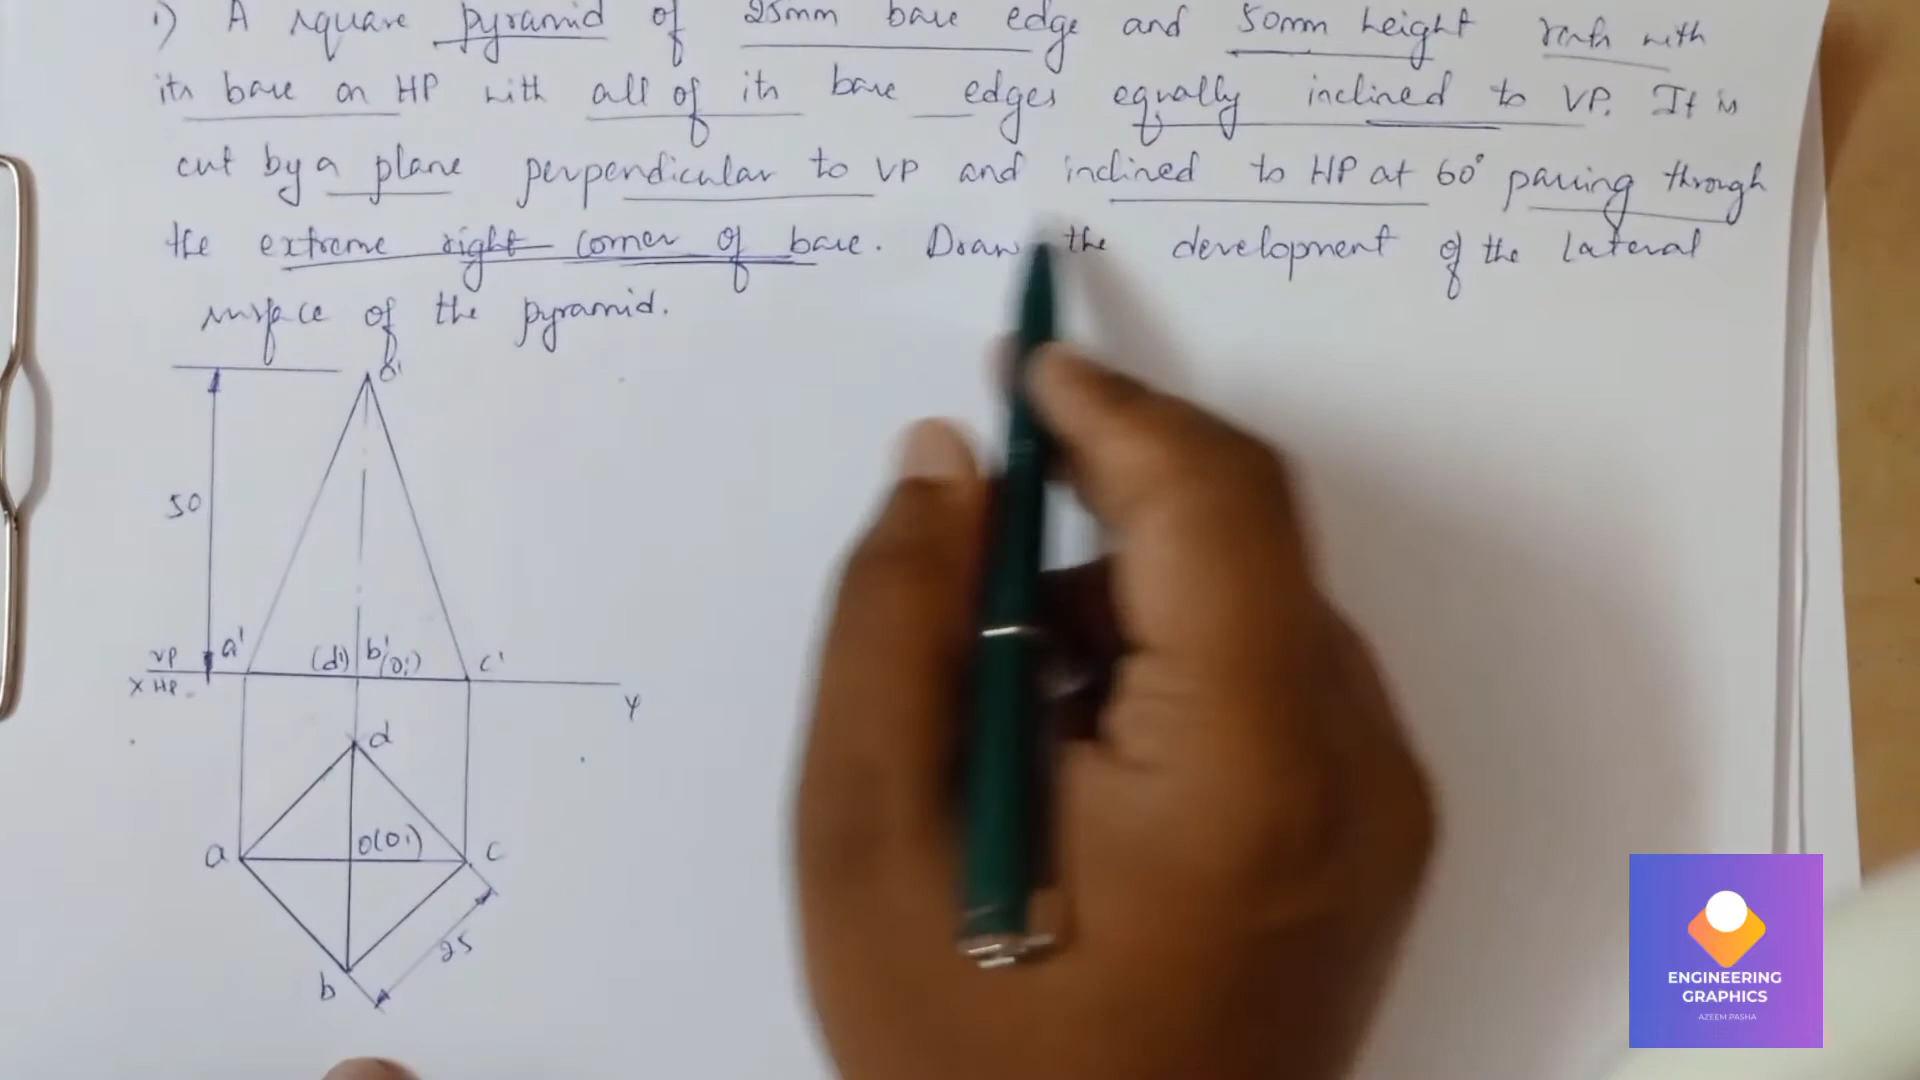 1) A square pyramid of 25mm base edge and 50mm height rests with
its base on HP with all of its base edges equally inclined to VP. It is
cut by a plane perpendicular to VP and inclined to HP at 60° passing through
the extreme right corner of base. Draw the development of the lateral
surface of the pyramid.
o'
50
a' (d') b' (o1') c'
VP
X HP
Y
d
a o(o1) c
25
b
ENGINEERING
GRAPHICS
AZEEM PASHA